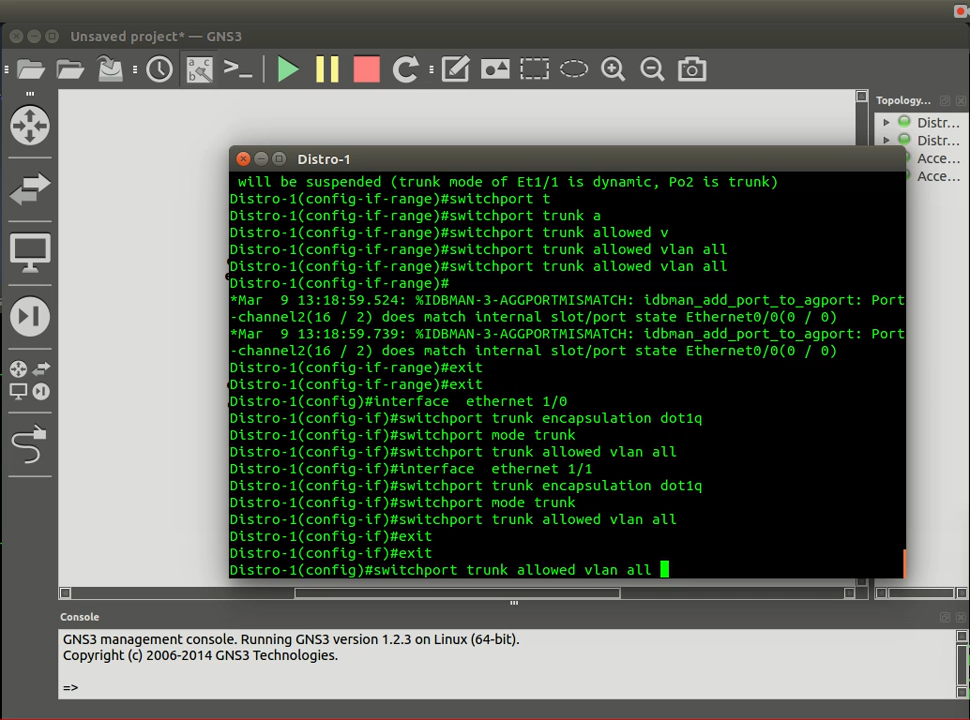 Unsaved project* — GNS3
a c
b
Topology...
Distr...
Distr...
Acce...
Acce...
Distro-1
will be suspended (trunk mode of Et1/1 is dynamic, Po2 is trunk)
Distro-1(config-if-range)#switchport t
Distro-1(config-if-range)#switchport trunk a
Distro-1(config-if-range)#switchport trunk allowed v
Distro-1(config-if-range)#switchport trunk allowed vlan all
Distro-1(config-if-range)#switchport trunk allowed vlan all
Distro-1(config-if-range)#
*Mar  9 13:18:59.524: %IDBMAN-3-AGGPORTMISMATCH: idbman_add_port_to_agport: Port
-channel2(16 / 2) does match internal slot/port state Ethernet0/0(0 / 0)
*Mar  9 13:18:59.739: %IDBMAN-3-AGGPORTMISMATCH: idbman_add_port_to_agport: Port
-channel2(16 / 2) does match internal slot/port state Ethernet0/0(0 / 0)
Distro-1(config-if-range)#exit
Distro-1(config-if-range)#exit
Distro-1(config)#interface  ethernet 1/0
Distro-1(config-if)#switchport trunk encapsulation dot1q
Distro-1(config-if)#switchport mode trunk
Distro-1(config-if)#switchport trunk allowed vlan all
Distro-1(config-if)#interface  ethernet 1/1
Distro-1(config-if)#switchport trunk encapsulation dot1q
Distro-1(config-if)#switchport mode trunk
Distro-1(config-if)#switchport trunk allowed vlan all
Distro-1(config-if)#exit
Distro-1(config-if)#exit
Distro-1(config)#switchport trunk allowed vlan all
Console
GNS3 management console. Running GNS3 version 1.2.3 on Linux (64-bit).
Copyright (c) 2006-2014 GNS3 Technologies.
=>